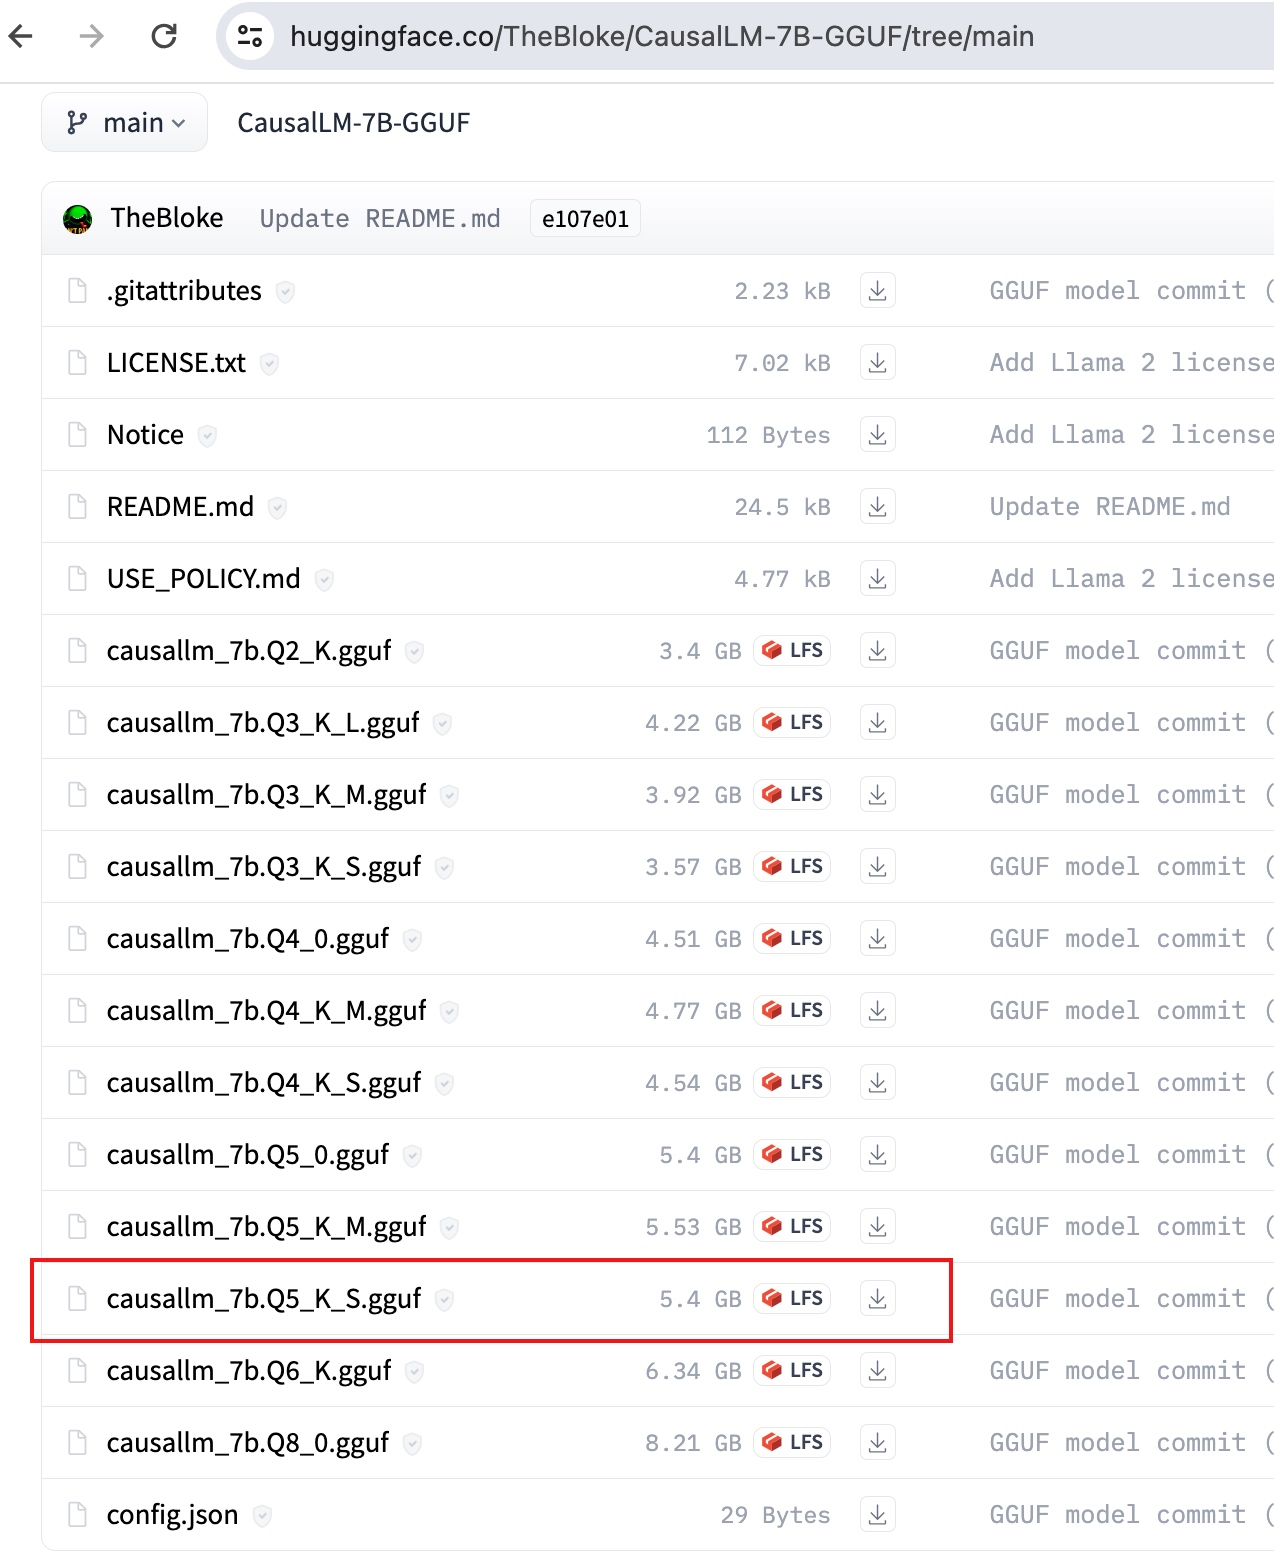 huggingface.co/TheBloke/CausalLM-7B-GGUF/tree/main
main CausalLM-7B-GGUF
TheBloke Update README.md e107e01
.gitattributes 2.23 kB GGUF model commit (
LICENSE.txt 7.02 kB Add Llama 2 license
Notice 112 Bytes Add Llama 2 license
README.md 24.5 kB Update README.md
USE_POLICY.md 4.77 kB Add Llama 2 license
causallm_7b.Q2_K.gguf 3.4 GB LFS GGUF model commit (
causallm_7b.Q3_K_L.gguf 4.22 GB LFS GGUF model commit (
causallm_7b.Q3_K_M.gguf 3.92 GB LFS GGUF model commit (
causallm_7b.Q3_K_S.gguf 3.57 GB LFS GGUF model commit (
causallm_7b.Q4_0.gguf 4.51 GB LFS GGUF model commit (
causallm_7b.Q4_K_M.gguf 4.77 GB LFS GGUF model commit (
causallm_7b.Q4_K_S.gguf 4.54 GB LFS GGUF model commit (
causallm_7b.Q5_0.gguf 5.4 GB LFS GGUF model commit (
causallm_7b.Q5_K_M.gguf 5.53 GB LFS GGUF model commit (
causallm_7b.Q5_K_S.gguf 5.4 GB LFS GGUF model commit (
causallm_7b.Q6_K.gguf 6.34 GB LFS GGUF model commit (
causallm_7b.Q8_0.gguf 8.21 GB LFS GGUF model commit (
config.json 29 Bytes GGUF model commit (